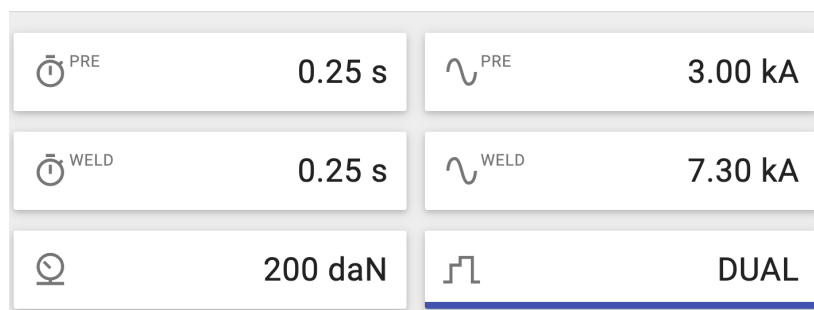 PRE 0.25 s
PRE 3.00 kA
WELD 0.25 s
WELD 7.30 kA
200 daN
DUAL